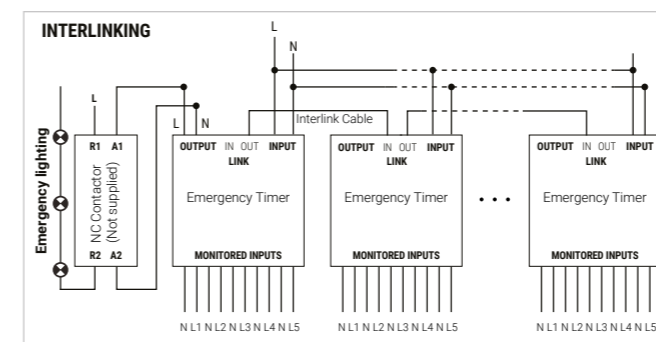 INTERLINKING
L
N
L
L N
Interlink Cable
R1 A1
NC Contactor
(Not supplied)
R2 A2
Emergency lighting
OUTPUT IN OUT INPUT
LINK
Emergency Timer
MONITORED INPUTS
N L1 N L2 N L3 N L4 N L5
OUTPUT IN OUT INPUT
LINK
Emergency Timer
MONITORED INPUTS
N L1 N L2 N L3 N L4 N L5
OUTPUT IN OUT INPUT
LINK
Emergency Timer
MONITORED INPUTS
N L1 N L2 N L3 N L4 N L5